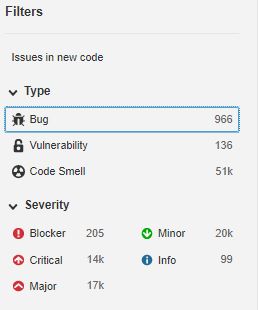 Filters
Issues in new code
Type
Bug 966
Vulnerability 136
Code Smell 51k
Severity
Blocker 205 Minor 20k
Critical 14k Info 99
Major 17k